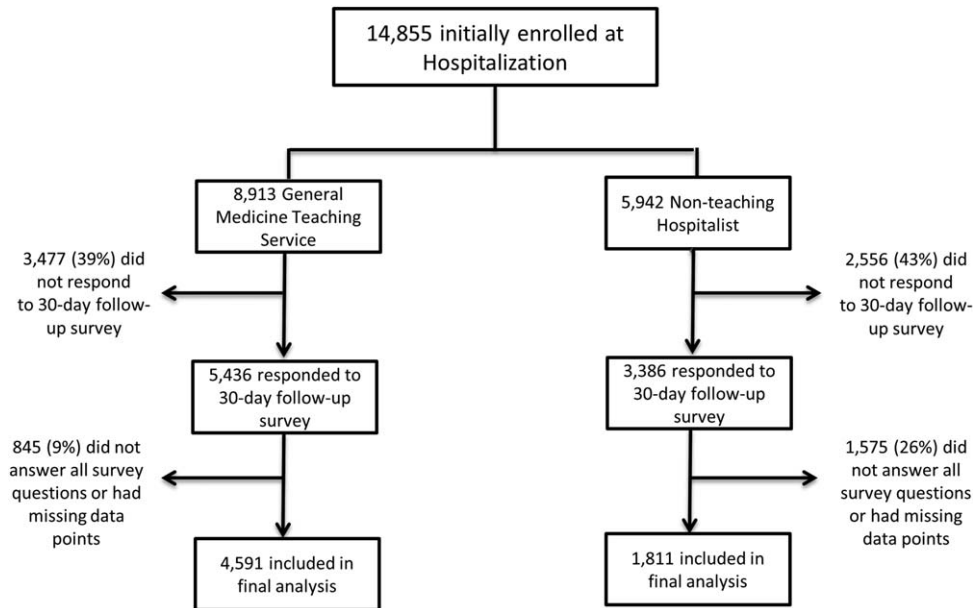 14,855 initially enrolled at
Hospitalization
8,913 General
Medicine Teaching
Service
5,942 Non-teaching
Hospitalist
3,477 (39%) did
not respond
to 30-day follow-
up survey
2,556 (43%) did
not respond
to 30-day follow-
up survey
5,436 responded to
30-day follow-up
survey
3,386 responded to
30-day follow-up
survey
845 (9%) did not
answer all survey
questions or had
missing data
points
1,575 (26%) did
not answer all
survey questions
or had missing
data points
4,591 included in
final analysis
1,811 included in
final analysis